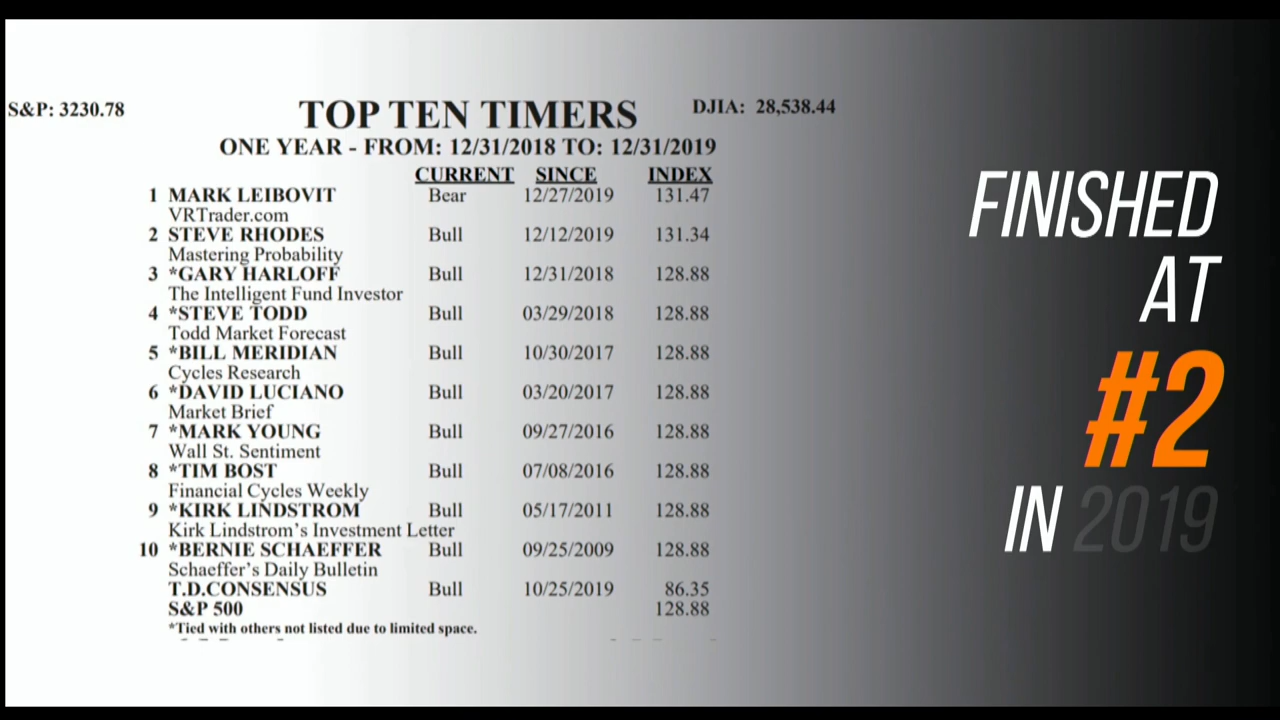 S&P: 3230.78
TOP TEN TIMERS
DJIA: 28,538.44
ONE YEAR - FROM: 12/31/2018 TO: 12/31/2019
CURRENT SINCE INDEX
1 MARK LEIBOVIT Bear 12/27/2019 131.47
VRTrader.com
2 STEVE RHODES Bull 12/12/2019 131.34
Mastering Probability
3 *GARY HARLOFF Bull 12/31/2018 128.88
The Intelligent Fund Investor
4 *STEVE TODD Bull 03/29/2018 128.88
Todd Market Forecast
5 *BILL MERIDIAN Bull 10/30/2017 128.88
Cycles Research
6 *DAVID LUCIANO Bull 03/20/2017 128.88
Market Brief
7 *MARK YOUNG Bull 09/27/2016 128.88
Wall St. Sentiment
8 *TIM BOST Bull 07/08/2016 128.88
Financial Cycles Weekly
9 *KIRK LINDSTROM Bull 05/17/2011 128.88
Kirk Lindstrom's Investment Letter
10 *BERNIE SCHAEFFER Bull 09/25/2009 128.88
Schaeffer's Daily Bulletin
T.D.CONSENSUS Bull 10/25/2019 86.35
S&P 500 128.88
*Tied with others not listed due to limited space.
FINISHED
AT
#2
IN 2019